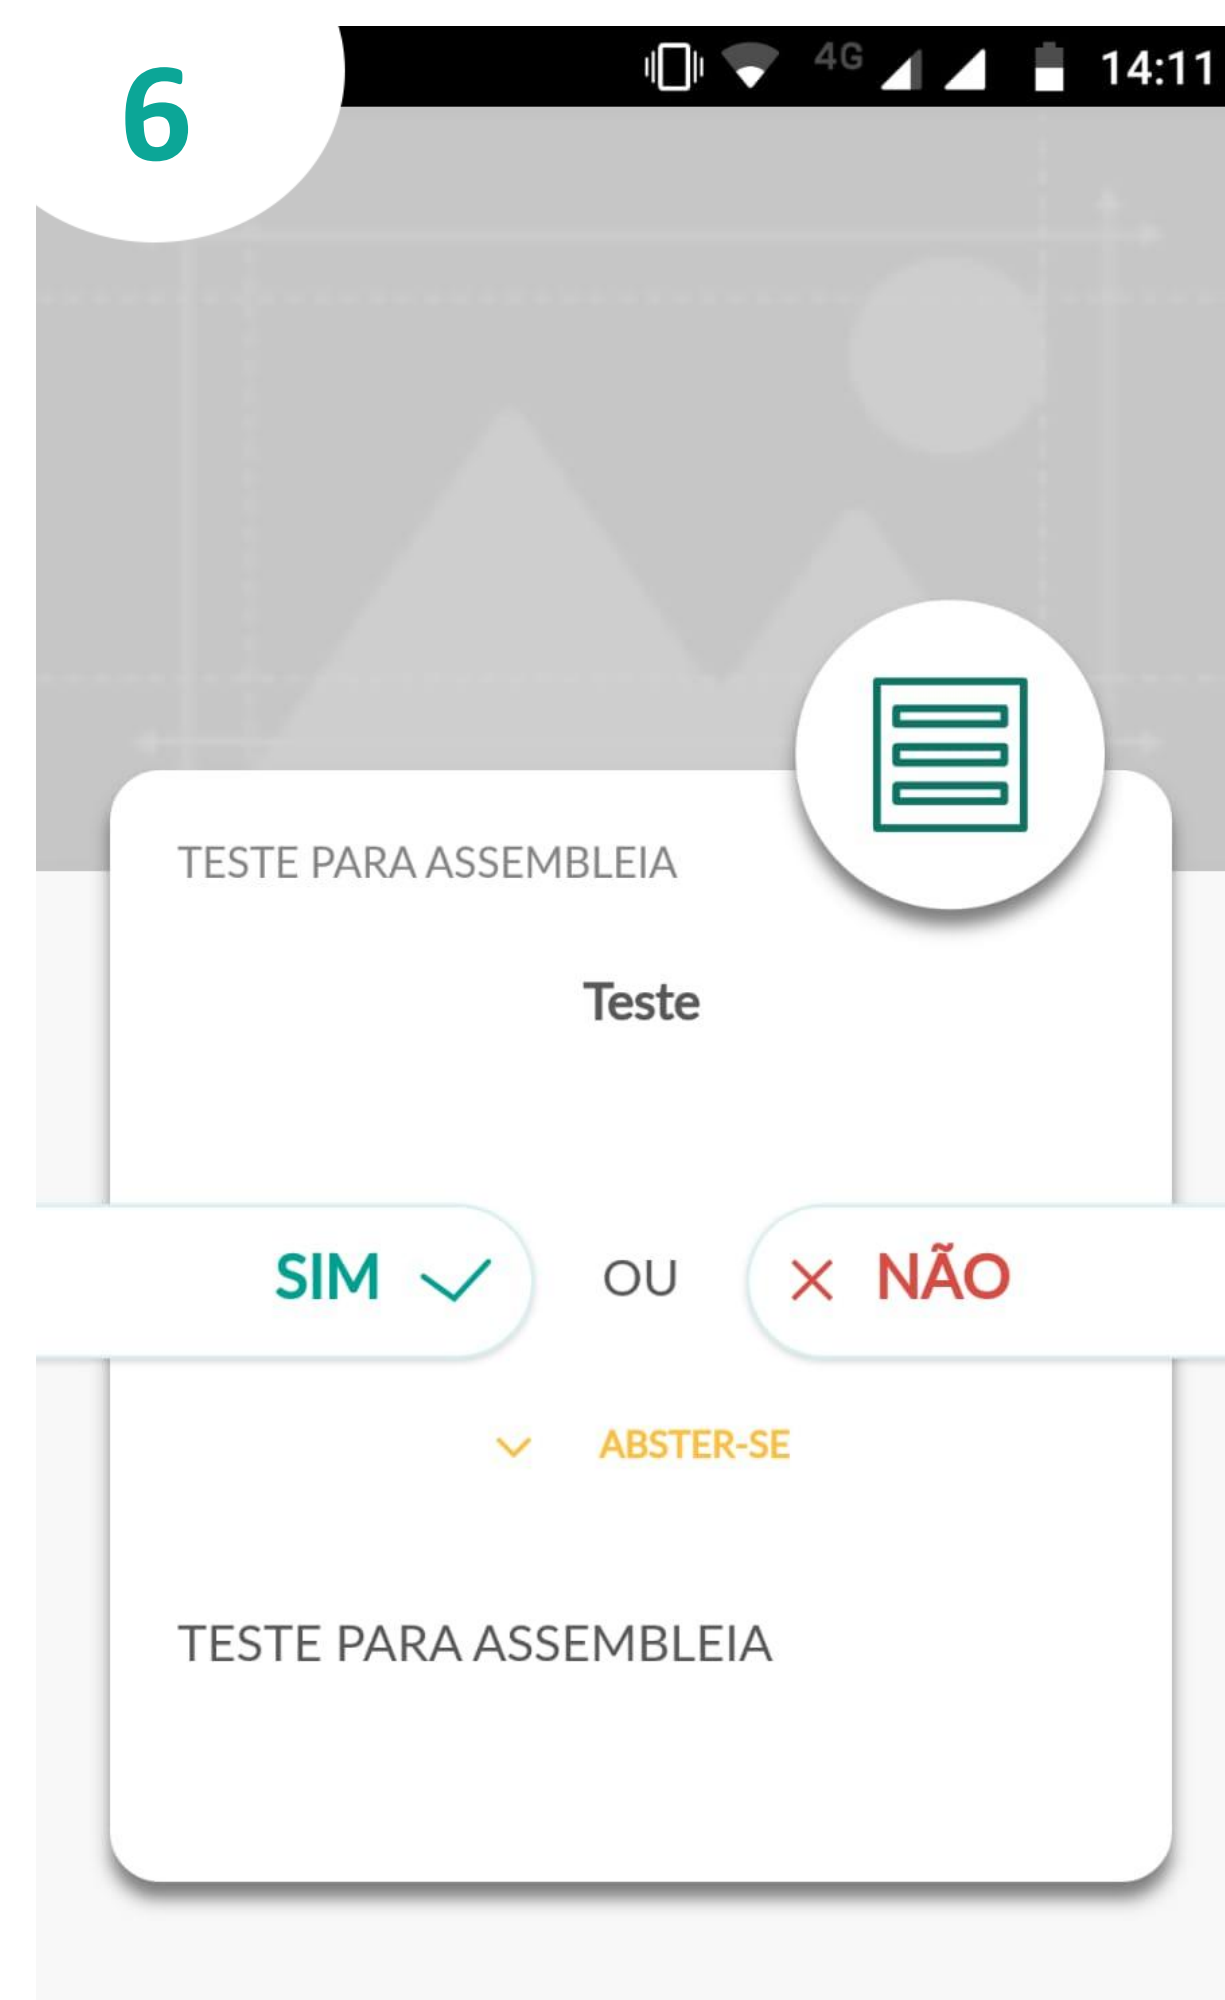 6
4G 14:11
TESTE PARA ASSEMBLEIA
Teste
SIM OU NÃO
ABSTER-SE
TESTE PARA ASSEMBLEIA